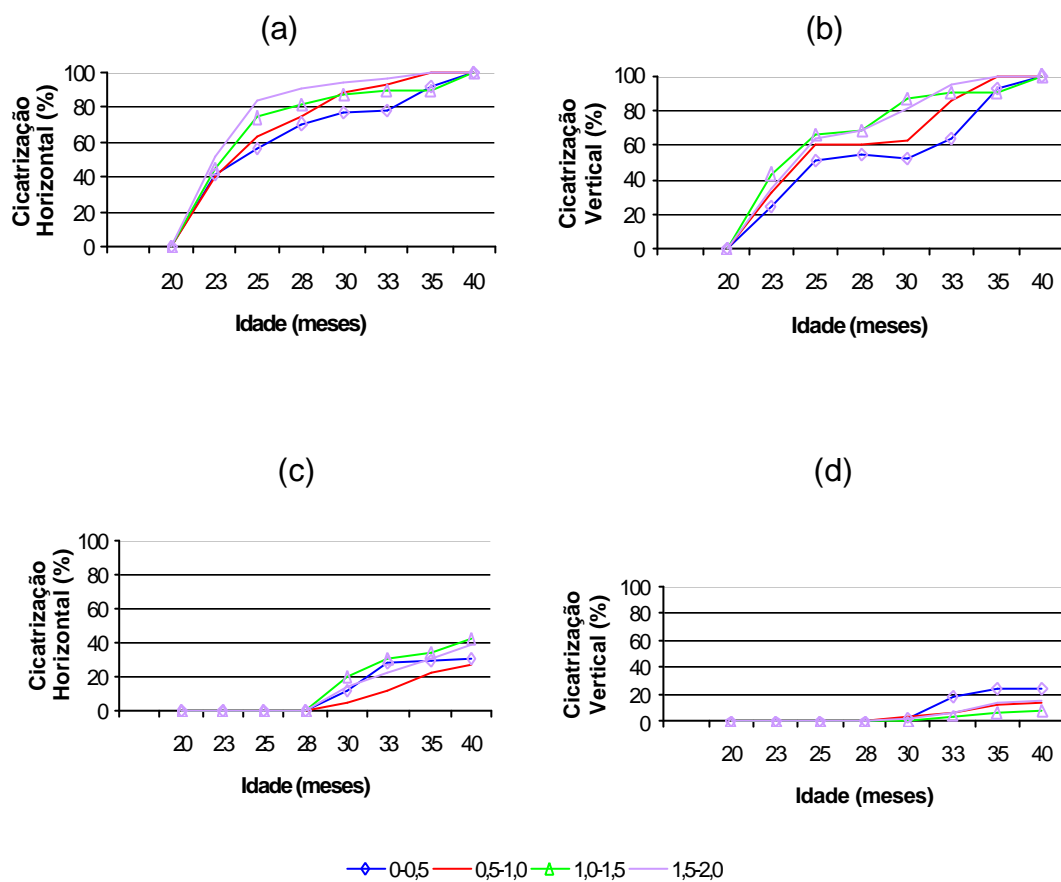 (a)
Cicatrização
Horizontal (%)
100
80
60
40
20
0
20 23 25 28 30 33 35 40
Idade (meses)
(b)
Cicatrização
Vertical (%)
100
80
60
40
20
0
20 23 25 28 30 33 35 40
Idade (meses)
(c)
Cicatrização
Horizontal (%)
100
80
60
40
20
0
20 23 25 28 30 33 35 40
Idade (meses)
(d)
Cicatrização
Vertical (%)
100
80
60
40
20
0
20 23 25 28 30 33 35 40
Idade (meses)
0-0,5 0,5-1,0 1,0-1,5 1,5-2,0